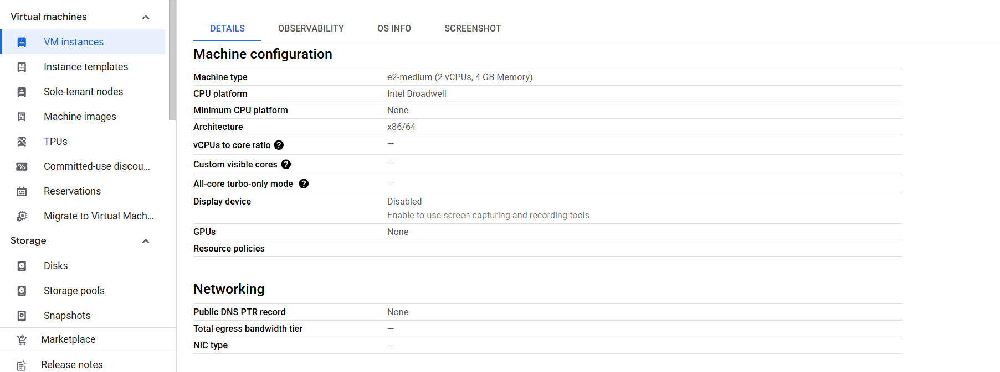 Virtual machines
VM instances
Instance templates
Sole-tenant nodes
Machine images
TPUs
Committed-use discou...
Reservations
Migrate to Virtual Mach...
Storage
Disks
Storage pools
Snapshots
Marketplace
Release notes
DETAILS OBSERVABILITY OS INFO SCREENSHOT
Machine configuration
Machine type e2-medium (2 vCPUs, 4 GB Memory)
CPU platform Intel Broadwell
Minimum CPU platform None
Architecture x86/64
vCPUs to core ratio ? —
Custom visible cores ? —
All-core turbo-only mode ? —
Display device Disabled
Enable to use screen capturing and recording tools
GPUs None
Resource policies
Networking
Public DNS PTR record None
Total egress bandwidth tier —
NIC type —